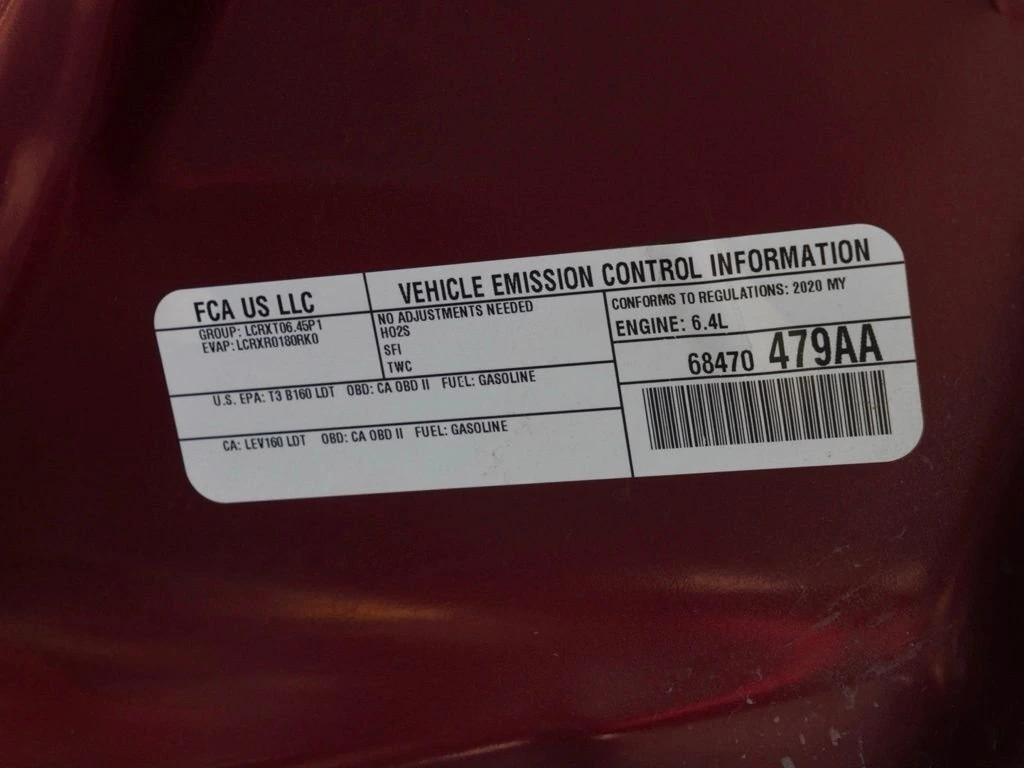 FCA US LLC
GROUP: LCRXT06.45P1
EVAP: LCRXR0180RK0
VEHICLE EMISSION CONTROL INFORMATION
NO ADJUSTMENTS NEEDED
HO2S
SFI
TWC
CONFORMS TO REGULATIONS: 2020 MY
ENGINE: 6.4L
68470 479AA
U.S. EPA: T3 B160 LDT OBD: CA OBD II FUEL: GASOLINE
CA: LEV160 LDT OBD: CA OBD II FUEL: GASOLINE